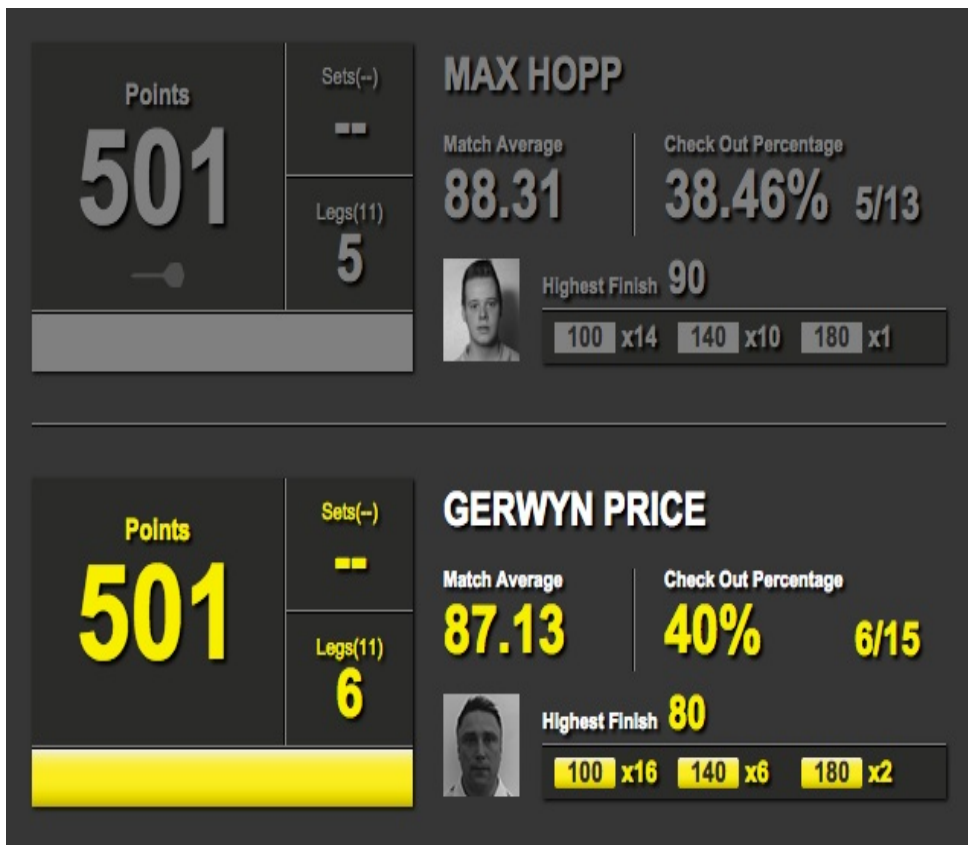 MAX HOPP
Points
501
Sets(--)
--
Legs(11)
5
Match Average
88.31
Check Out Percentage
38.46% 5/13
Highest Finish 90
100 x14 140 x10 180 x1
GERWYN PRICE
Points
501
Sets(--)
--
Legs(11)
6
Match Average
87.13
Check Out Percentage
40% 6/15
Highest Finish 80
100 x16 140 x6 180 x2